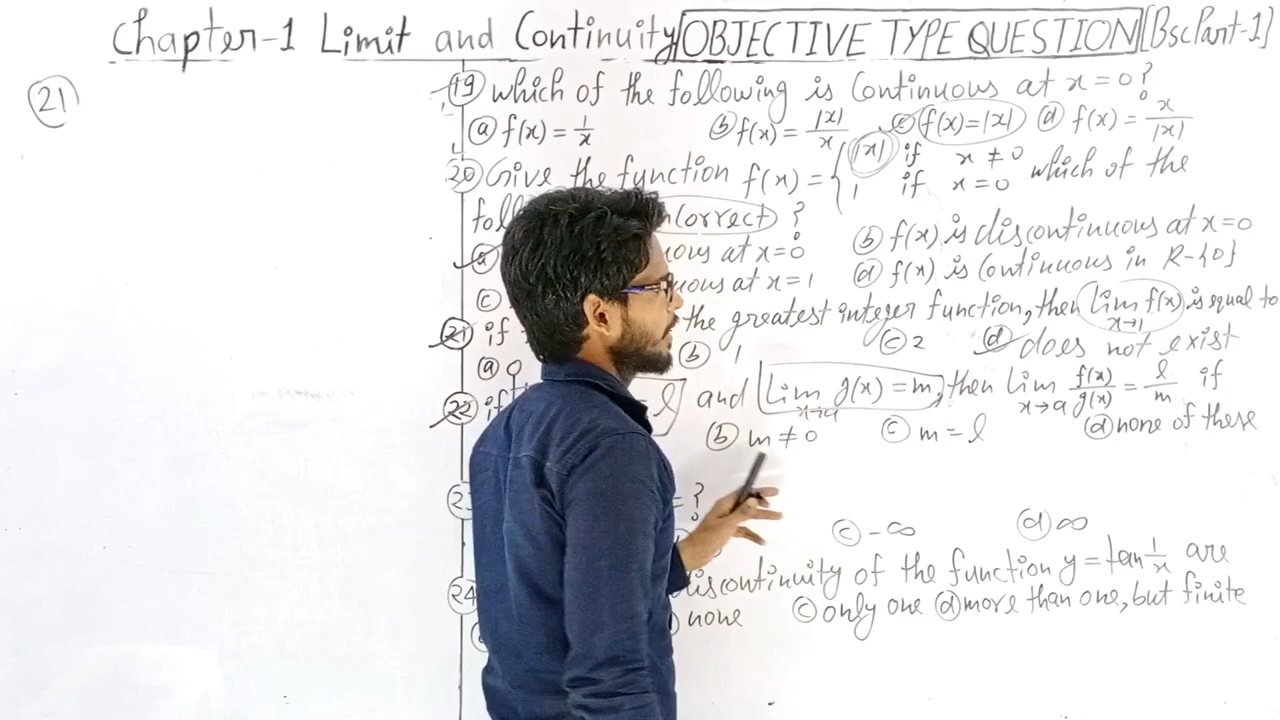 Chapter-1 Limit and Continuity OBJECTIVE TYPE QUESTION [Bsc Part-1]
21
19 which of the following is Continuous at x=0?
(a) f(x) = 1/x (b) f(x) = |x|/x (c) f(x)=|x| (d) f(x) = x/|x|
20 Give the function f(x) = { |x| if x ≠ 0 which of the
1 if x = 0
foll ncorrect ?
(a) uous at x=0 (b) f(x) is discontinuous at x=0
(c) uous at x=1 (d) f(x) is Continuous in R-{0}
21 if the greatest integer function, then lim x→1 f(x) is equal to
(a) 0 (b) 1 (c) 2 (d) does not exist
22 if l and lim x→a g(x) = m, then lim x→a f(x)/g(x) = l/m if
(b) m ≠ 0 (c) m = l (d) none of these
23 = ?
(c) -∞ (d) ∞
24 discontinuity of the function y = tan 1/x are
none (c) only one (d) more than one, but finite